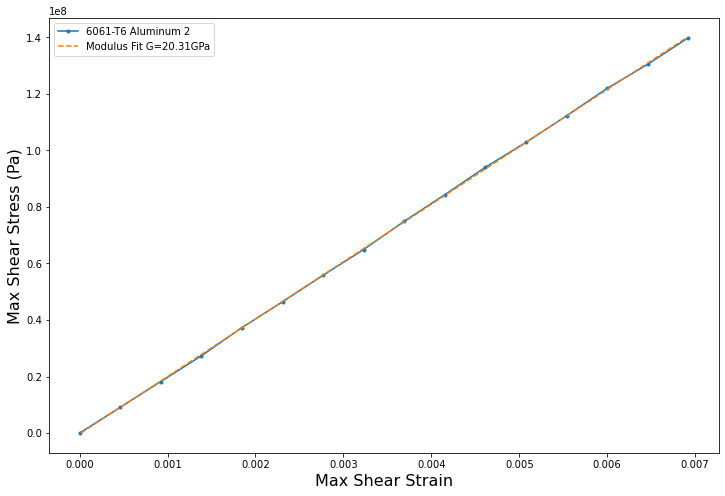 1e8
6061-T6 Aluminum 2
Modulus Fit G=20.31GPa
1.4
1.2
1.0
0.8
0.6
0.4
0.2
0.0
Max Shear Stress (Pa)
0.000 0.001 0.002 0.003 0.004 0.005 0.006 0.007
Max Shear Strain